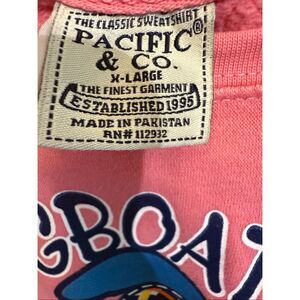 THE CLASSIC SWEATSHIRT
PACIFIC®
& CO.
X-LARGE
THE FINEST GARMENT
ESTABLISHED 1995
MADE IN PAKISTAN
RN# 112932
GBOA